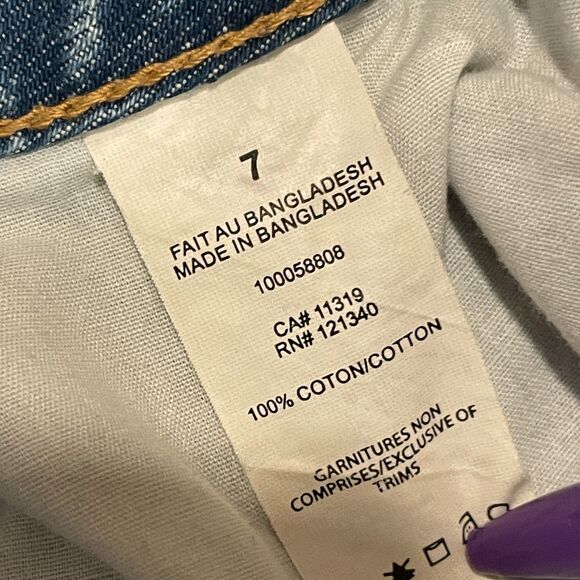 7
FAIT AU BANGLADESH
MADE IN BANGLADESH
100058808
CA# 11319
RN# 121340
100% COTON/COTTON
GARNITURES NON
COMPRISES/EXCLUSIVE OF
TRIMS